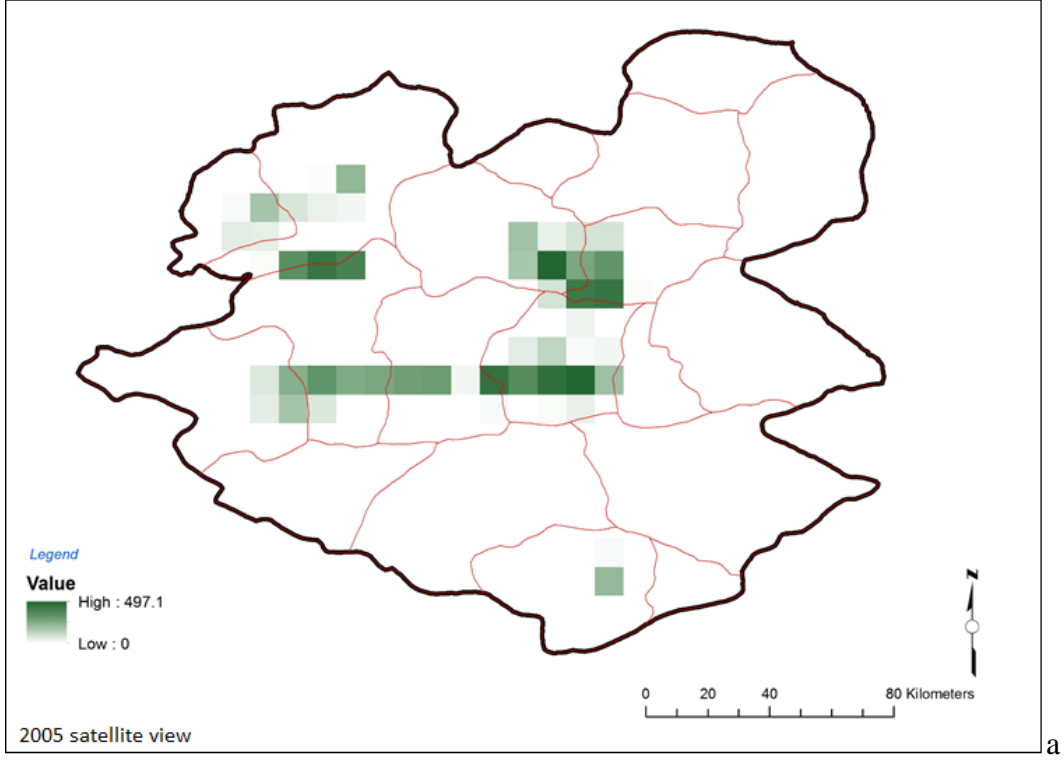 Legend
Value
High : 497.1
Low : 0
N
0 20 40 80 Kilometers
2005 satellite view
a